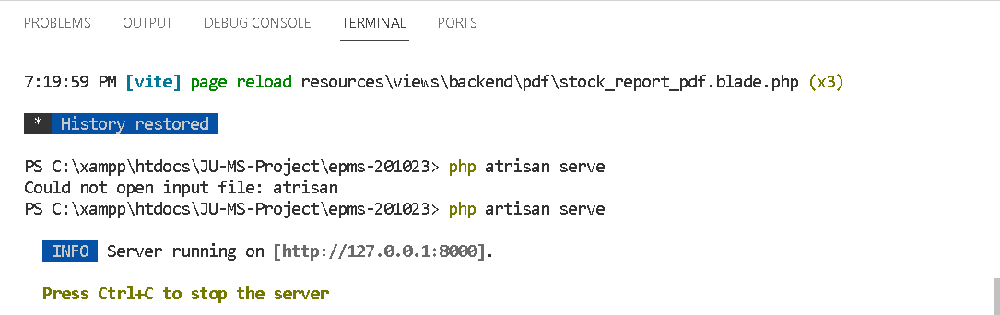 PROBLEMS OUTPUT DEBUG CONSOLE TERMINAL PORTS
7:19:59 PM [vite] page reload resources\views\backend\pdf\stock_report_pdf.blade.php (x3)
* History restored
PS C:\xampp\htdocs\JU-MS-Project\epms-201023> php atrisan serve
Could not open input file: atrisan
PS C:\xampp\htdocs\JU-MS-Project\epms-201023> php artisan serve
INFO Server running on [http://127.0.0.1:8000].
Press Ctrl+C to stop the server